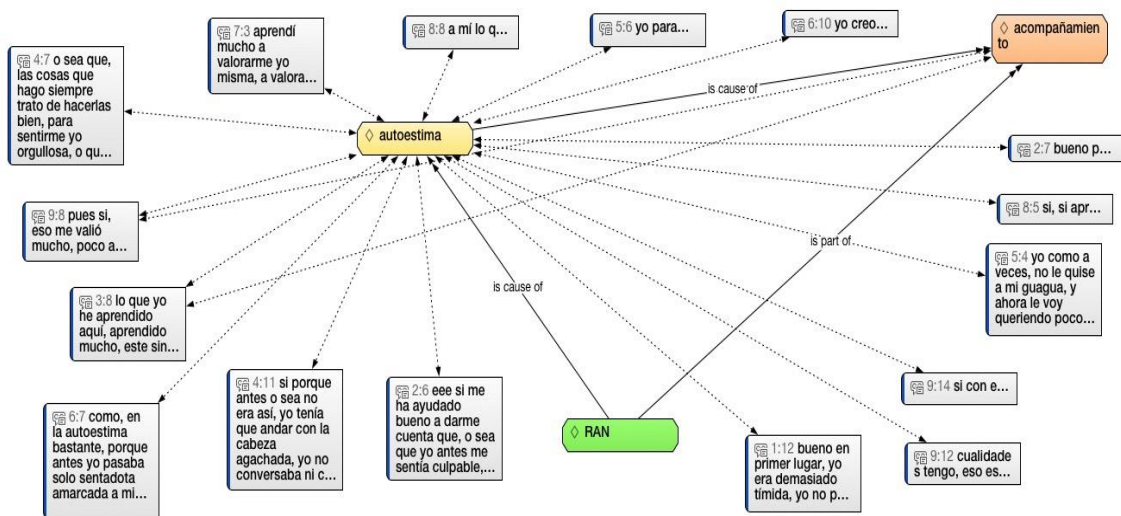 7:3 aprendí
mucho a
valorarme yo
misma, a valora…
8:8 a mí lo q…
5:6 yo para…
6:10 yo creo…
acompañamien
to
4:7 o sea que,
las cosas que
hago siempre
trato de hacerlas
bien, para
sentirme yo
orgullosa, o qu…
is cause of
autoestima
2:7 bueno p…
9:8 pues si,
eso me valió
mucho, poco a…
8:5 si, si apr…
is part of
5:4 yo como a
veces, no le quise
a mi guagua, y
ahora le voy
queriendo poco…
3:8 lo que yo
he aprendido
aquí, aprendido
mucho, este sin…
is cause of
6:7 como, en
la autoestima
bastante, porque
antes yo pasaba
solo sentadota
amarcada a mi…
4:11 si porque
antes o sea no
era así, yo tenía
que andar con la
cabeza
agachada, yo no
conversaba ni c…
2:6 eee si me
ha ayudado
bueno a darme
cuenta que, o sea
que yo antes me
sentía culpable,…
RAN
1:12 bueno en
primer lugar, yo
era demasiado
tímida, yo no p…
9:14 si con e…
9:12 cualidade
s tengo, eso es…